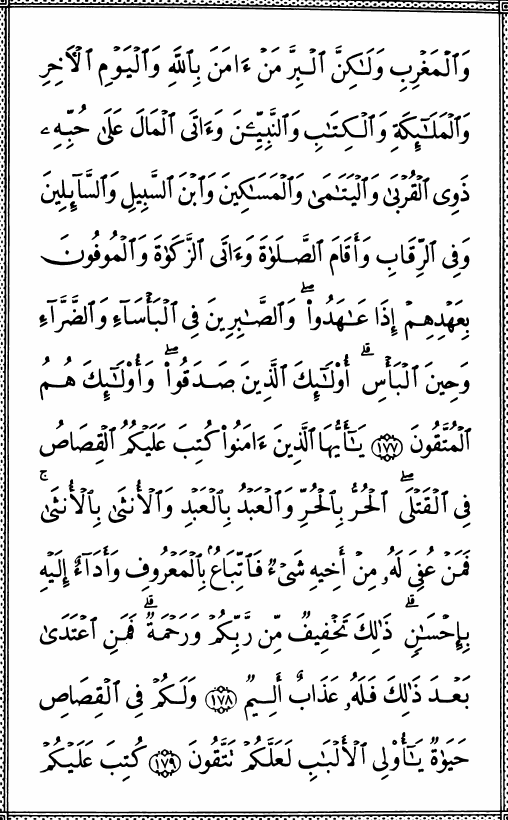 وَٱلْمَغْرِبِ وَلَـٰكِنَّ ٱلْبِرَّ مَنْ ءَامَنَ بِٱللَّهِ وَٱلْيَوْمِ ٱلْـَٔاخِرِ
وَٱلْمَلَـٰٓئِكَةِ وَٱلْكِتَـٰبِ وَٱلنَّبِيِّـۧنَ وَءَاتَى ٱلْمَالَ عَلَىٰ حُبِّهِۦ
ذَوِى ٱلْقُرْبَىٰ وَٱلْيَتَـٰمَىٰ وَٱلْمَسَـٰكِينَ وَٱبْنَ ٱلسَّبِيلِ وَٱلسَّآئِلِينَ
وَفِى ٱلرِّقَابِ وَأَقَامَ ٱلصَّلَوٰةَ وَءَاتَى ٱلزَّكَوٰةَ وَٱلْمُوفُونَ
بِعَهْدِهِمْ إِذَا عَـٰهَدُوا۟ ۖ وَٱلصَّـٰبِرِينَ فِى ٱلْبَأْسَآءِ وَٱلضَّرَّآءِ
وَحِينَ ٱلْبَأْسِ ۗ أُو۟لَـٰٓئِكَ ٱلَّذِينَ صَدَقُوا۟ ۖ وَأُو۟لَـٰٓئِكَ هُمُ
ٱلْمُتَّقُونَ ١٧٧ يَـٰٓأَيُّهَا ٱلَّذِينَ ءَامَنُوا۟ كُتِبَ عَلَيْكُمُ ٱلْقِصَاصُ
فِى ٱلْقَتْلَى ۖ ٱلْحُرُّ بِٱلْحُرِّ وَٱلْعَبْدُ بِٱلْعَبْدِ وَٱلْأُنثَىٰ بِٱلْأُنثَىٰ ۚ
فَمَنْ عُفِىَ لَهُۥ مِنْ أَخِيهِ شَىْءٌ فَٱتِّبَاعٌۢ بِٱلْمَعْرُوفِ وَأَدَآءٌ إِلَيْهِ
بِإِحْسَـٰنٍ ۗ ذَٰلِكَ تَخْفِيفٌ مِّن رَّبِّكُمْ وَرَحْمَةٌ ۗ فَمَنِ ٱعْتَدَىٰ
بَعْدَ ذَٰلِكَ فَلَهُۥ عَذَابٌ أَلِيمٌ ١٧٨ وَلَكُمْ فِى ٱلْقِصَاصِ
حَيَوٰةٌ يَـٰٓأُو۟لِى ٱلْأَلْبَـٰبِ لَعَلَّكُمْ تَتَّقُونَ ١٧٩ كُتِبَ عَلَيْكُمْ